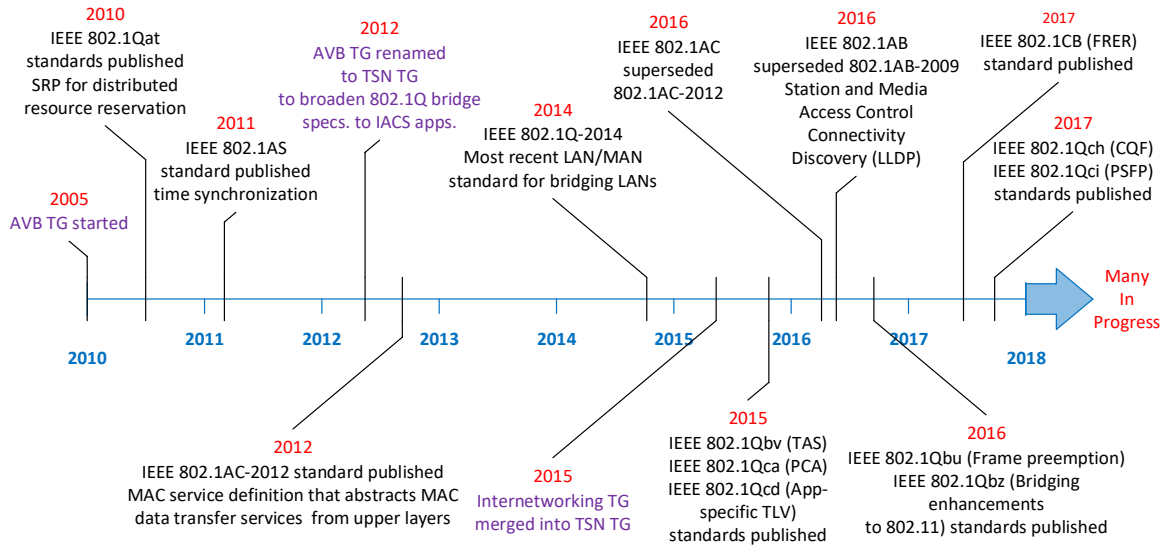 2010
IEEE 802.1Qat
standards published
SRP for distributed
resource reservation
2012
AVB TG renamed
to TSN TG
to broaden 802.1Q bridge
specs. to IACS apps.
2016
IEEE 802.1AC
superseded
802.1AC-2012
2016
IEEE 802.1AB
superseded 802.1AB-2009
Station and Media
Access Control
Connectivity
Discovery (LLDP)
2017
IEEE 802.1CB (FRER)
standard published
2011
IEEE 802.1AS
standard published
time synchronization
2014
IEEE 802.1Q-2014
Most recent LAN/MAN
standard for bridging LANs
2017
IEEE 802.1Qch (CQF)
IEEE 802.1Qci (PSFP)
standards published
2005
AVB TG started
Many
In
Progress
2010
2011
2012
2013
2014
2015
2016
2017
2018
2012
IEEE 802.1AC-2012 standard published
MAC service definition that abstracts MAC
data transfer services from upper layers
2015
Internetworking TG
merged into TSN TG
2015
IEEE 802.1Qbv (TAS)
IEEE 802.1Qca (PCA)
IEEE 802.1Qcd (App-
specific TLV)
standards published
2016
IEEE 802.1Qbu (Frame preemption)
IEEE 802.1Qbz (Bridging
enhancements
to 802.11) standards published